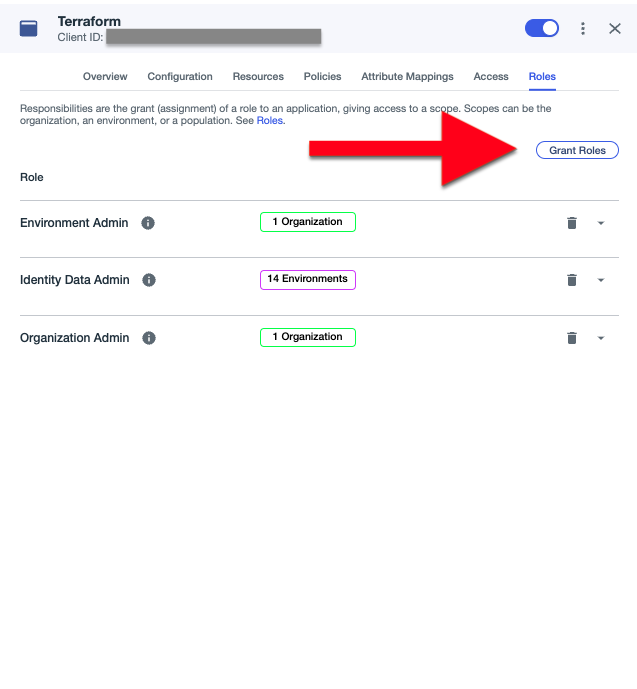 Terraform
Client ID:
Overview Configuration Resources Policies Attribute Mappings Access Roles
Responsibilities are the grant (assignment) of a role to an application, giving access to a scope. Scopes can be the
organization, an environment, or a population. See Roles.
Grant Roles
Role
Environment Admin 1 Organization
Identity Data Admin 14 Environments
Organization Admin 1 Organization